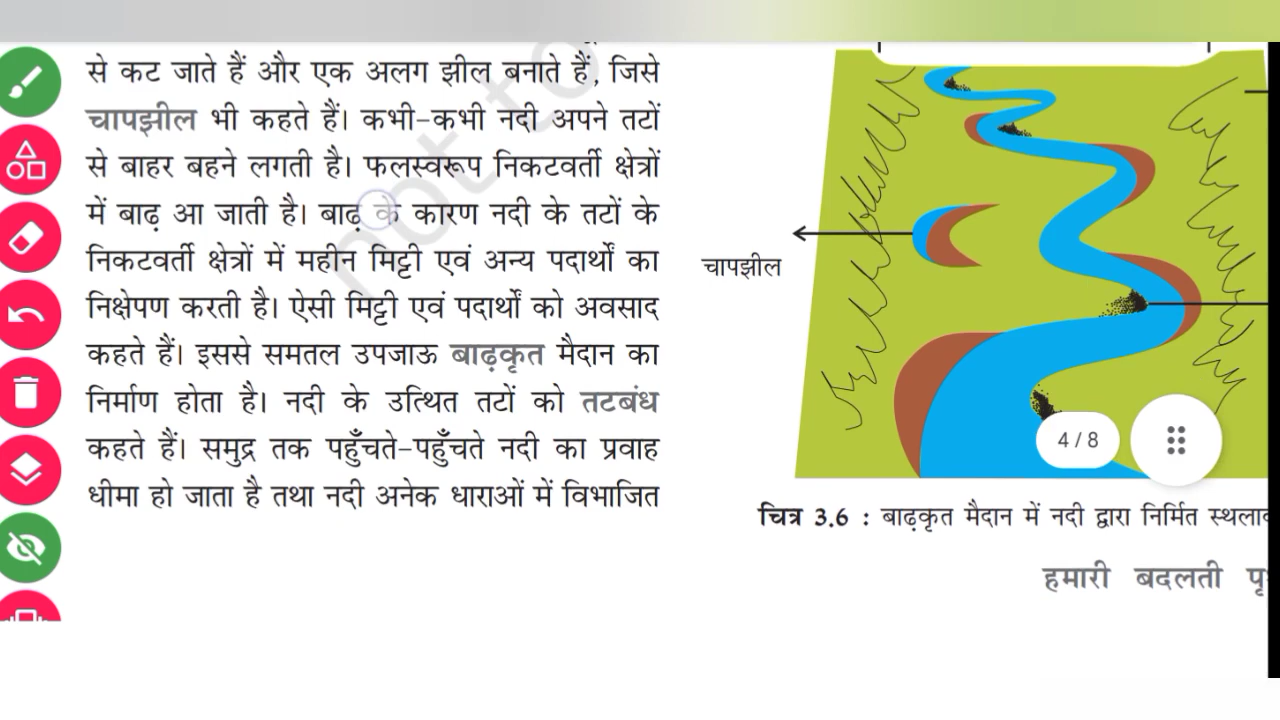 से कट जाते हैं और एक अलग झील बनाते हैं, जिसे
चापझील भी कहते हैं। कभी-कभी नदी अपने तटों
से बाहर बहने लगती है। फलस्वरूप निकटवर्ती क्षेत्रों
में बाढ़ आ जाती है। बाढ़ के कारण नदी के तटों के
निकटवर्ती क्षेत्रों में महीन मिट्टी एवं अन्य पदार्थों का
निक्षेपण करती है। ऐसी मिट्टी एवं पदार्थों को अवसाद
कहते हैं। इससे समतल उपजाऊ बाढ़कृत मैदान का
निर्माण होता है। नदी के उत्थित तटों को तटबंध
कहते हैं। समुद्र तक पहुँचते-पहुँचते नदी का प्रवाह
धीमा हो जाता है तथा नदी अनेक धाराओं में विभाजित
not to
चापझील
4 / 8
चित्र 3.6 : बाढ़कृत मैदान में नदी द्वारा निर्मित
हमारी बदलती